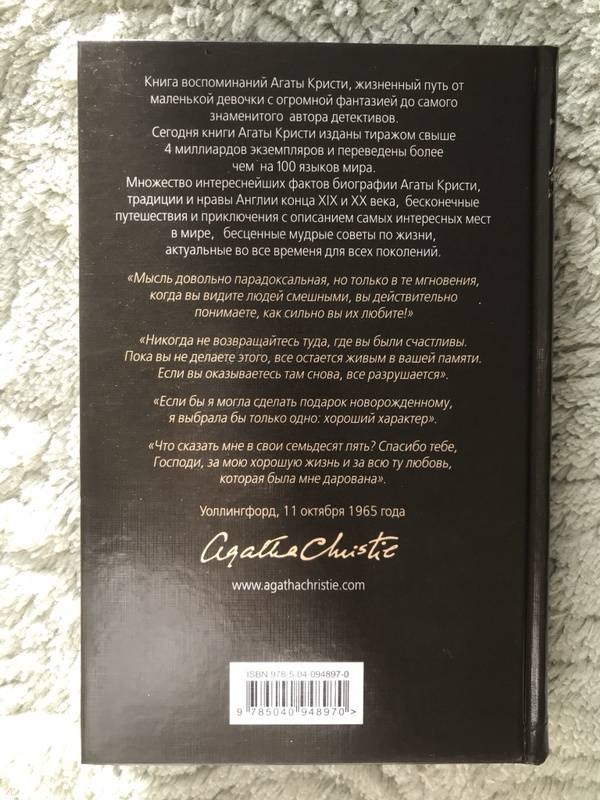 Книга воспоминаний Агаты Кристи, жизненный путь от
маленькой девочки с огромной фантазией до самого
знаменитого автора детективов.
Сегодня книги Агаты Кристи изданы тиражом свыше
4 миллиардов экземпляров и переведены более
чем на 100 языков мира.
Множество интереснейших фактов биографии Агаты Кристи,
традиции и нравы Англии конца XIX и XX века, бесконечные
путешествия и приключения с описанием самых интересных мест
в мире, бесценные мудрые советы по жизни,
актуальные во все временя для всех поколений.
«Мысль довольно парадоксальная, но только в те мгновения,
когда вы видите людей смешными, вы действительно
понимаете, как сильно вы их любите!»
«Никогда не возвращайтесь туда, где вы были счастливы.
Пока вы не делаете этого, все остается живым в вашей памяти.
Если вы оказываетесь там снова, все разрушается».
«Если бы я могла сделать подарок новорожденному,
я выбрала бы только одно: хороший характер».
«Что сказать мне в свои семьдесят пять? Спасибо тебе,
Господи, за мою хорошую жизнь и за всю ту любовь,
которая была мне дарована».
Уоллингфорд, 11 октября 1965 года
Agatha Christie
www.agathachristie.com
ISBN 978-5-04-094897-0
9 785040 948970>